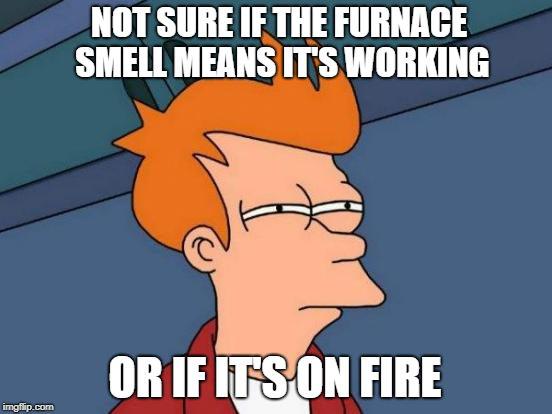 NOT SURE IF THE FURNACE
SMELL MEANS IT'S WORKING
OR IF IT'S ON FIRE
imgflip.com